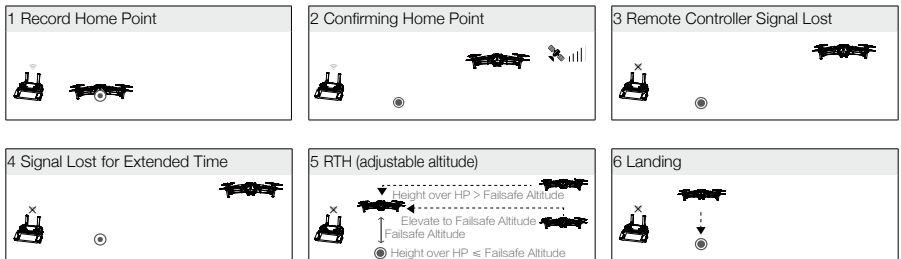 1 Record Home Point
2 Confirming Home Point
3 Remote Controller Signal Lost
4 Signal Lost for Extended Time
5 RTH (adjustable altitude)
Height over HP > Failsafe Altitude
Elevate to Failsafe Altitude
Failsafe Altitude
Height over HP ≤ Failsafe Altitude
6 Landing